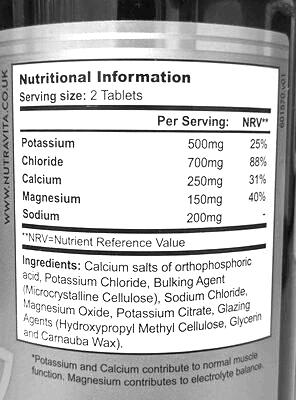 Nutritional Information
Serving size: 2 Tablets
Per Serving: NRV**
Potassium 500mg 25%
Chloride 700mg 88%
Calcium 250mg 31%
Magnesium 150mg 40%
Sodium 200mg -
**NRV=Nutrient Reference Value
Ingredients: Calcium salts of orthophosphoric
acid, Potassium Chloride, Bulking Agent
(Microcrystalline Cellulose), Sodium Chloride,
Magnesium Oxide, Potassium Citrate, Glazing
Agents (Hydroxypropyl Methyl Cellulose, Glycerin
and Carnauba Wax).
*Potassium and Calcium contribute to normal muscle
function. Magnesium contributes to electrolyte balance.
WWW.NUTRAVITA.CO.UK